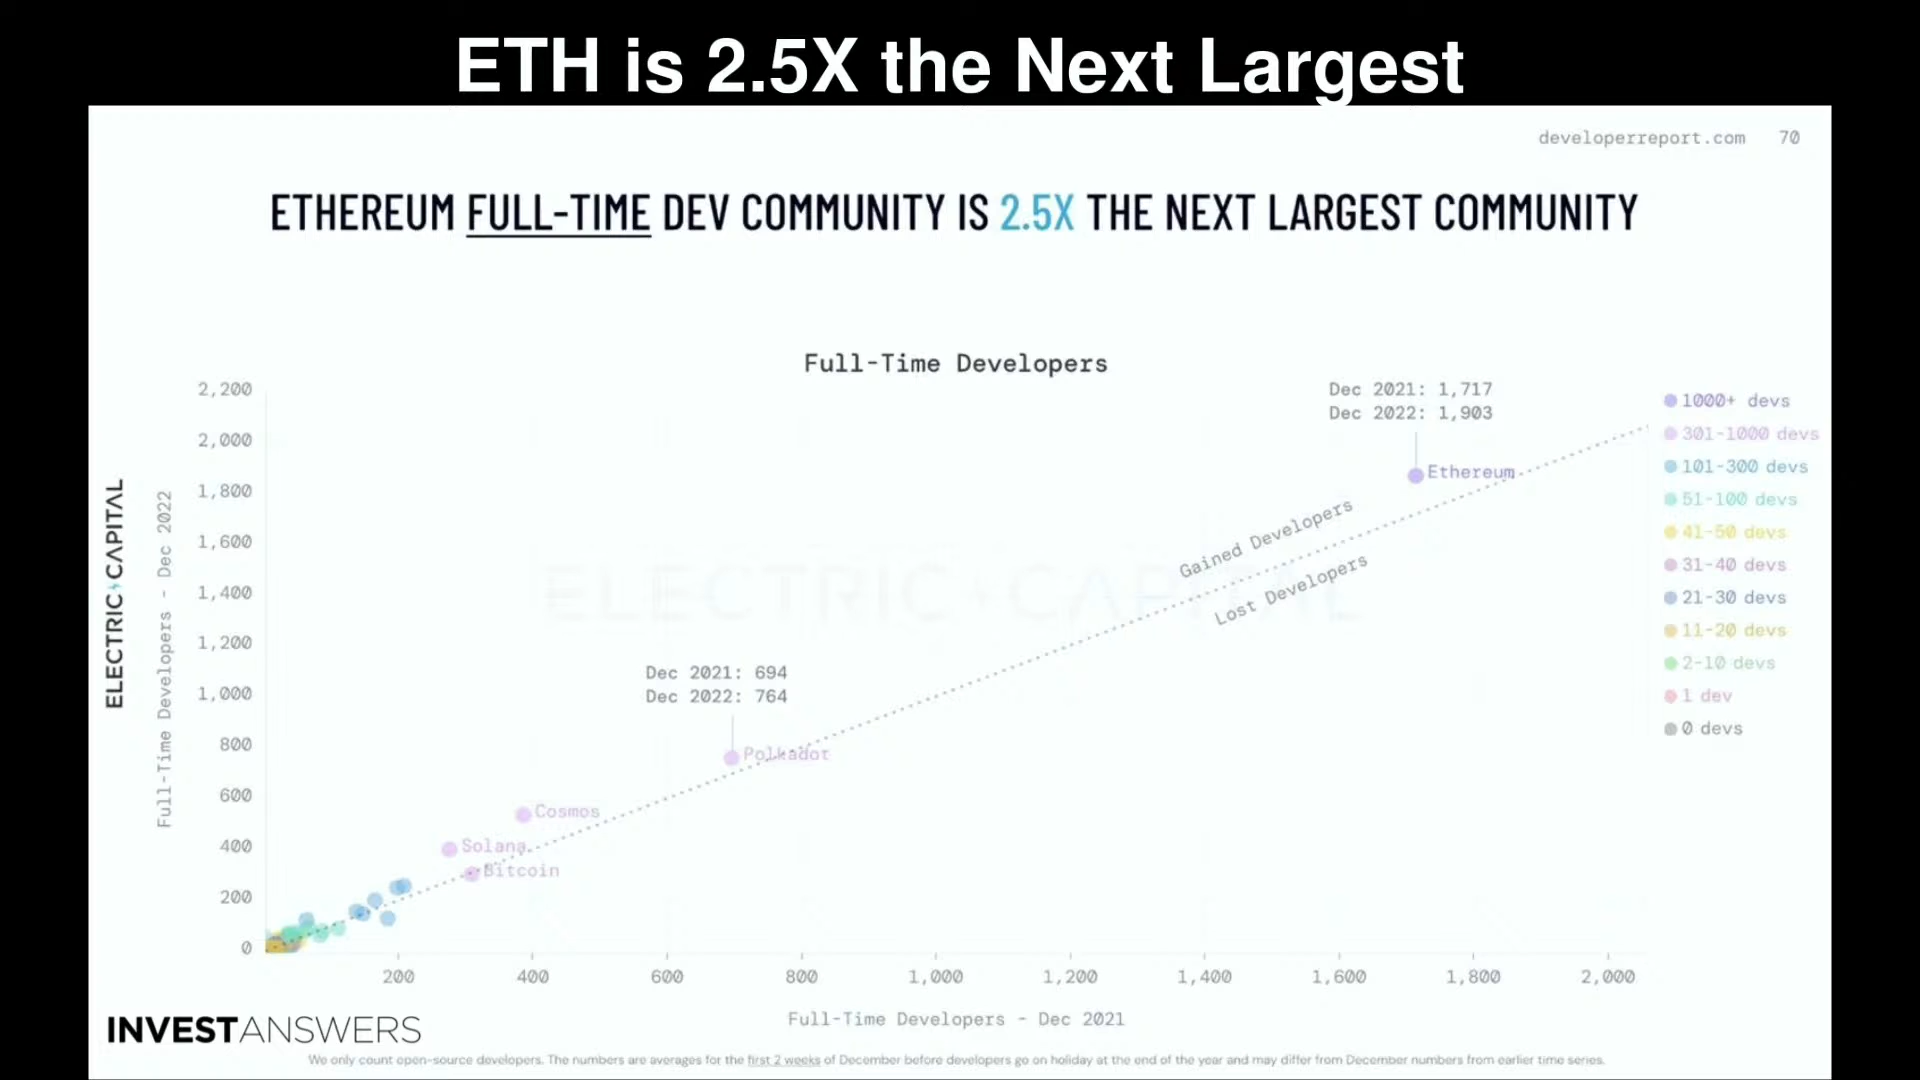 ETH is 2.5X the Next Largest
developerreport.com 70
ETHEREUM FULL-TIME DEV COMMUNITY IS 2.5X THE NEXT LARGEST COMMUNITY
Full-Time Developers
2,200
2,000
1,800
1,600
1,400
1,200
1,000
800
600
400
200
0
Full-Time Developers - Dec 2022
ELECTRIC CAPITAL
ELECTRIC CAPITAL
Dec 2021: 1,717
Dec 2022: 1,903
Ethereum
Gained Developers
Lost Developers
Dec 2021: 694
Dec 2022: 764
Polkadot
Cosmos
Solana
Bitcoin
1000+ devs
301-1000 devs
101-300 devs
51-100 devs
41-50 devs
31-40 devs
21-30 devs
11-20 devs
2-10 devs
1 dev
0 devs
200 400 600 800 1,000 1,200 1,400 1,600 1,800 2,000
Full-Time Developers - Dec 2021
INVESTANSWERS
We only count open-source developers. The numbers are averages for the first 2 weeks of December before developers go on holiday at the end of the year and may differ from December numbers from earlier time series.